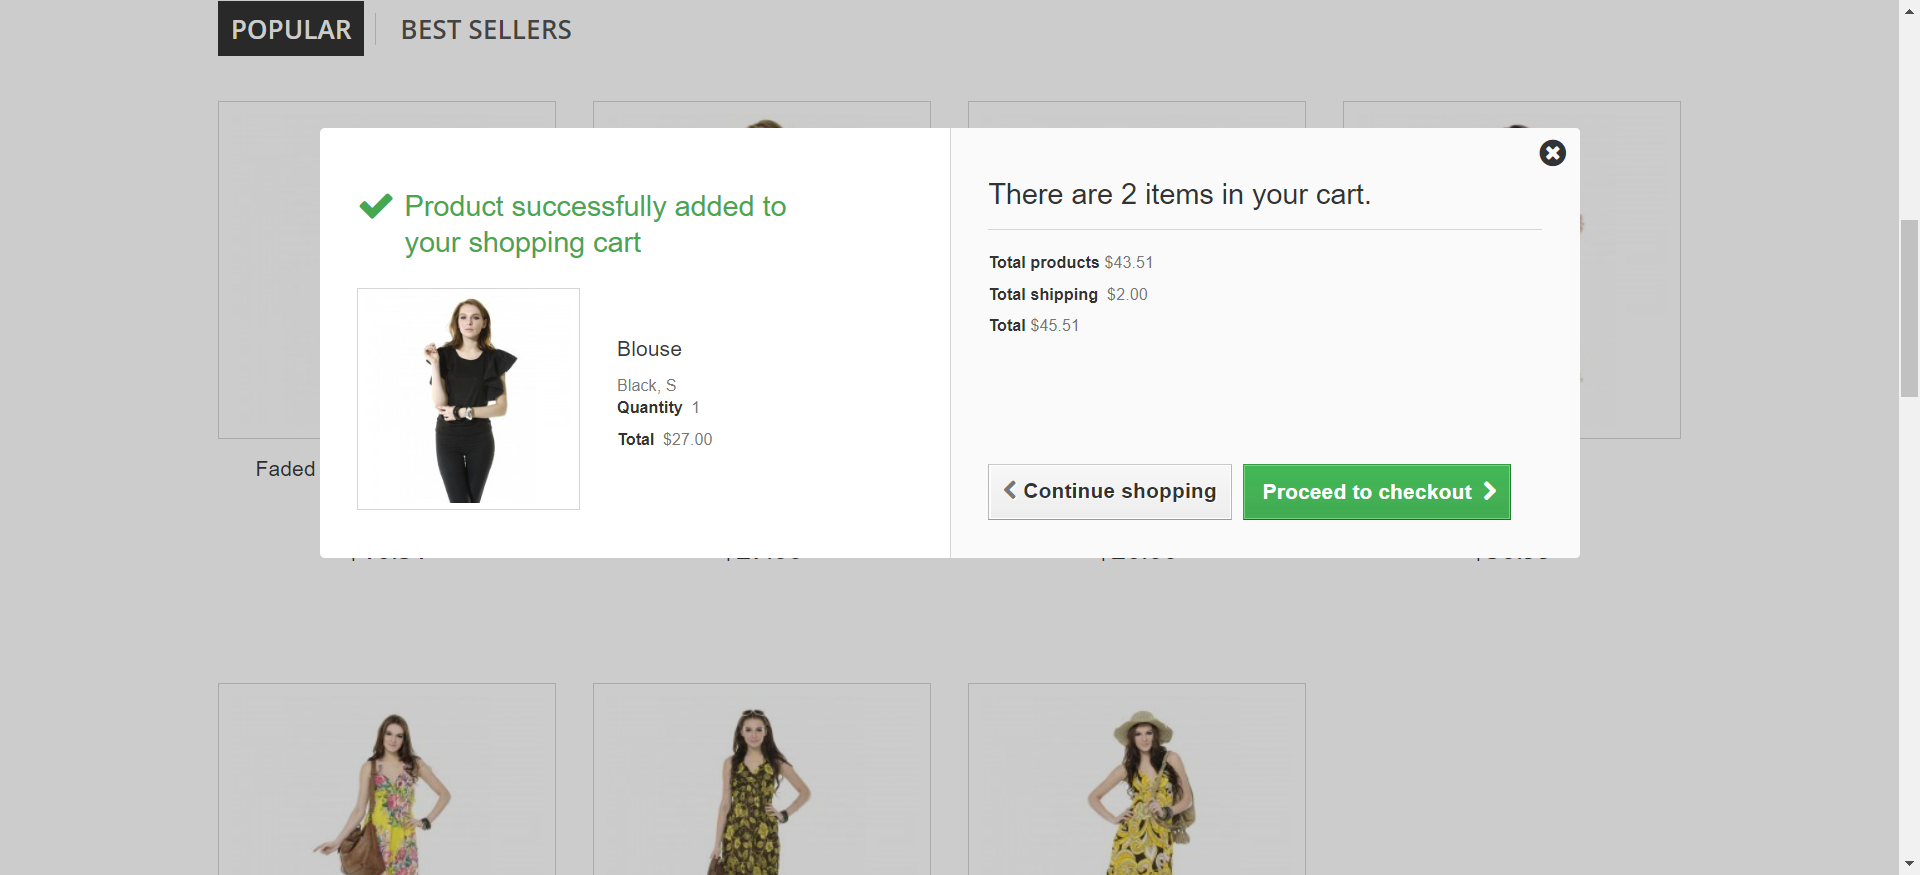 POPULAR
BEST SELLERS
Product successfully added to
your shopping cart
Blouse
Black, S
Quantity 1
Total $27.00
There are 2 items in your cart.
Total products $43.51
Total shipping $2.00
Total $45.51
Continue shopping
Proceed to checkout
Faded